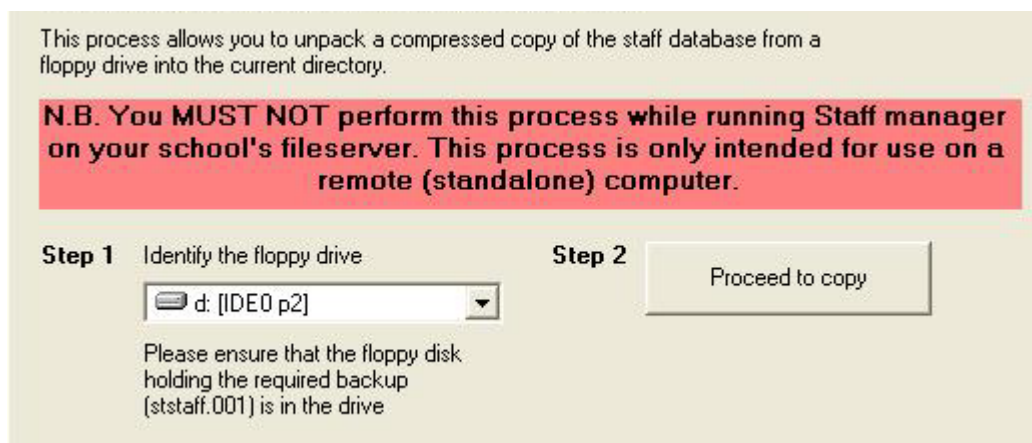 This process allows you to unpack a compressed copy of the staff database from a
floppy drive into the current directory.
N.B. You MUST NOT perform this process while running Staff manager
on your school's fileserver. This process is only intended for use on a
remote (standalone) computer.
Step 1 Identify the floppy drive
d: [IDE0 p2]
Please ensure that the floppy disk
holding the required backup
(ststaff.001) is in the drive
Step 2 Proceed to copy